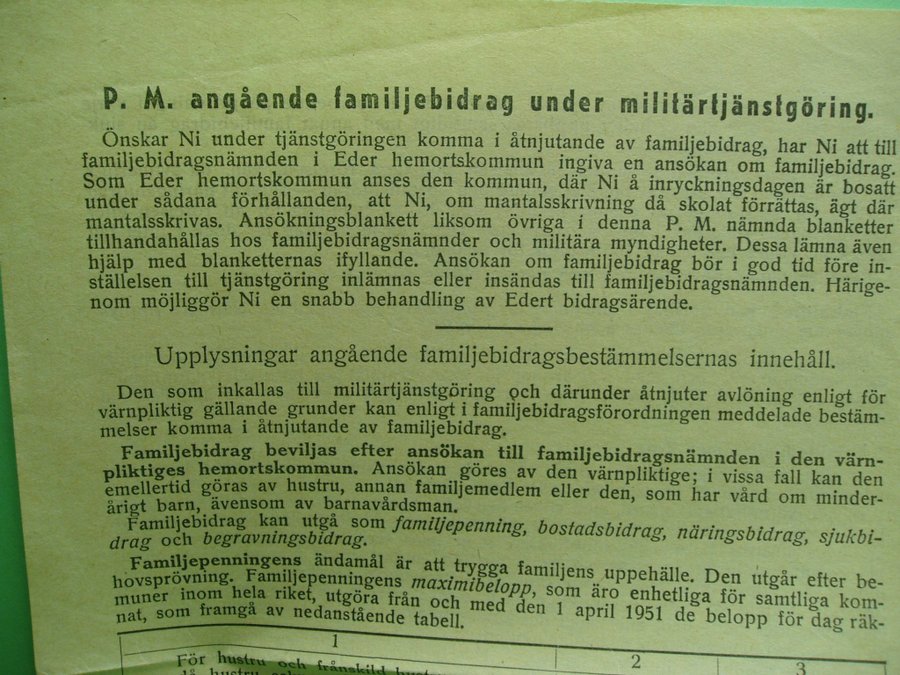 P. M. angående familjebidrag under militärtjänstgöring.
Önskar Ni under tjänstgöringen komma i åtnjutande av familjebidrag, har Ni att till
familjebidragsnämnden i Eder hemortskommun ingiva en ansökan om familjebidrag.
Som Eder hemortskommun anses den kommun, där Ni å inryckningsdagen är bosatt
under sådana förhållanden, att Ni, om mantalsskrivning då skolat förrättas, ägt där
mantalsskrivas. Ansökningsblankett liksom övriga i denna P. M. nämnda blanketter
tillhandahållas hos familjebidragsnämnder och militära myndigheter. Dessa lämna även
hjälp med blanketternas ifyllande. Ansökan om familjebidrag bör i god tid före in-
ställelsen till tjänstgöring inlämnas eller insändas till familjebidragsnämnden. Härige-
nom möjliggör Ni en snabb behandling av Edert bidragsärende.
Upplysningar angående familjebidragsbestämmelsernas innehåll.
Den som inkallas till militärtjänstgöring och därunder åtnjuter avlöning enligt för
värnpliktig gällande grunder kan enligt i familjebidragsförordningen meddelade bestäm-
melser komma i åtnjutande av familjebidrag.
Familjebidrag beviljas efter ansökan till familjebidragsnämnden i den värn-
pliktiges hemortskommun. Ansökan göres av den värnpliktige; i vissa fall kan den
emellertid göras av hustru, annan familjemedlem eller den, som har vård om minder-
årigt barn, ävensom av barnavårdsman.
Familjebidrag kan utgå som familjepenning, bostadsbidrag, näringsbidrag, sjukbi-
drag och begravningsbidrag.
Familjepenningens ändamål är att trygga familjens uppehälle. Den utgår efter be-
hovsprövning. Familjepenningens maximibelopp, som äro enhetliga för samtliga kom-
muner inom hela riket, utgöra från och med den 1 april 1951 de belopp för dag räk-
nat, som framgå av nedanstående tabell.
1 2 3
För hustru och frånskild